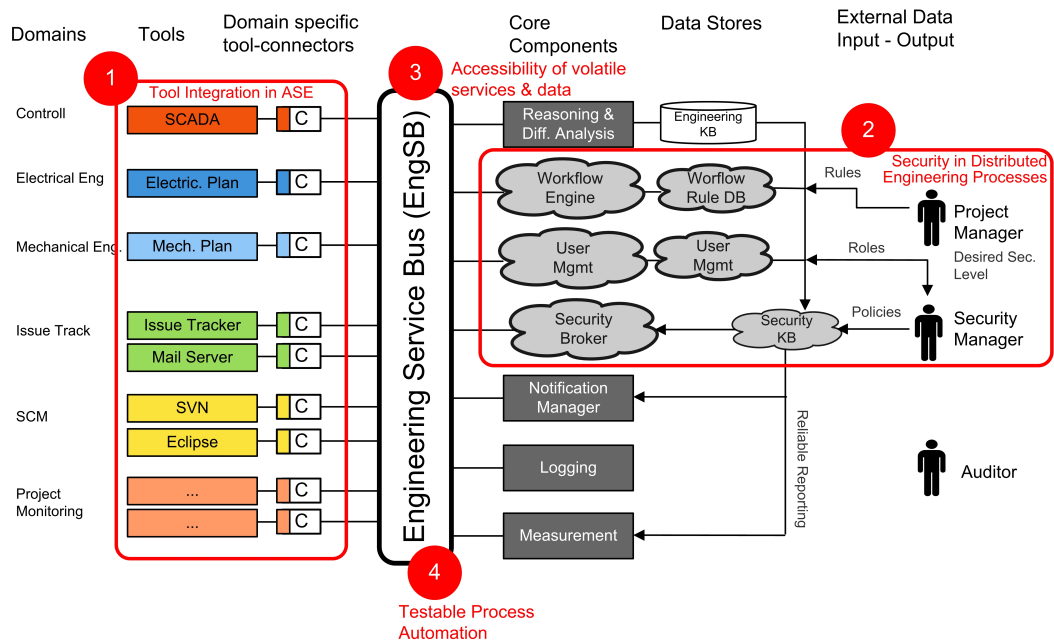 Domains
Tools
Domain specific
tool-connectors
Core
Components
Data Stores
External Data
Input - Output
1
Tool Integration in ASE
3
Accessibility of volatile
services & data
2
Security in Distributed
Engineering Processes
Controll
SCADA
C
Electrical Eng
Electric. Plan
C
Mechanical Eng.
Mech. Plan
C
Issue Track
Issue Tracker
C
Mail Server
C
SCM
SVN
C
Eclipse
C
Project
Monitoring
...
C
...
C
Engineering Service Bus (EngSB)
4
Testable Process
Automation
Reasoning &
Diff. Analysis
Engineering
KB
Workflow
Engine
Worflow
Rule DB
Rules
Project
Manager
User
Mgmt
User
Mgmt
Roles
Desired Sec.
Level
Security
Broker
Security
KB
Policies
Security
Manager
Notification
Manager
Reliable Reporting
Logging
Auditor
Measurement